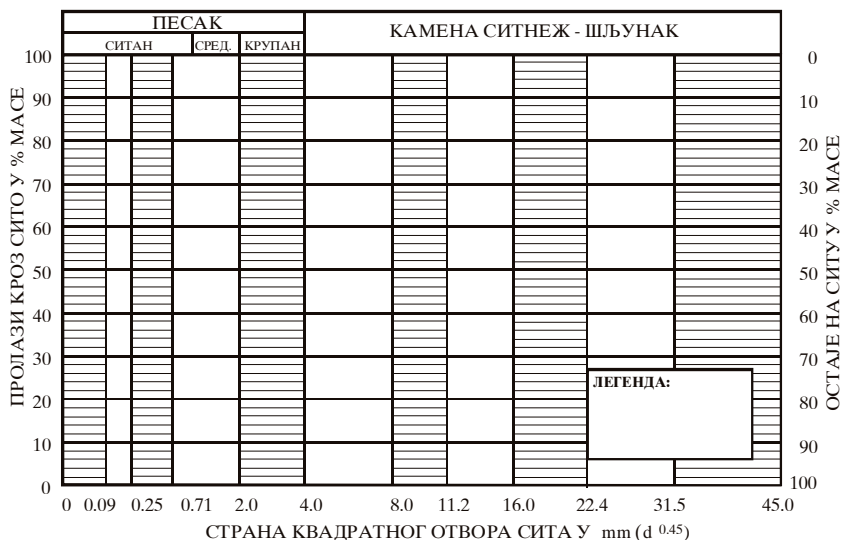 ПЕСАК
КАМЕНА СИТНЕЖ - ШЉУНАК
СИТАН СРЕД. КРУПАН
100 0
90 10
80 20
70 30
60 40
50 50
40 60
30 70
20 80
10 90
0 100
ПРОЛАЗИ КРОЗ СИТО У % МАСЕ
ОСТАЈЕ НА СИТУ У % МАСЕ
ЛЕГЕНДА:
0 0.09 0.25 0.71 2.0 4.0 8.0 11.2 16.0 22.4 31.5 45.0
СТРАНА КВАДРАТНОГ ОТВОРА СИТА У mm (d 0.45)